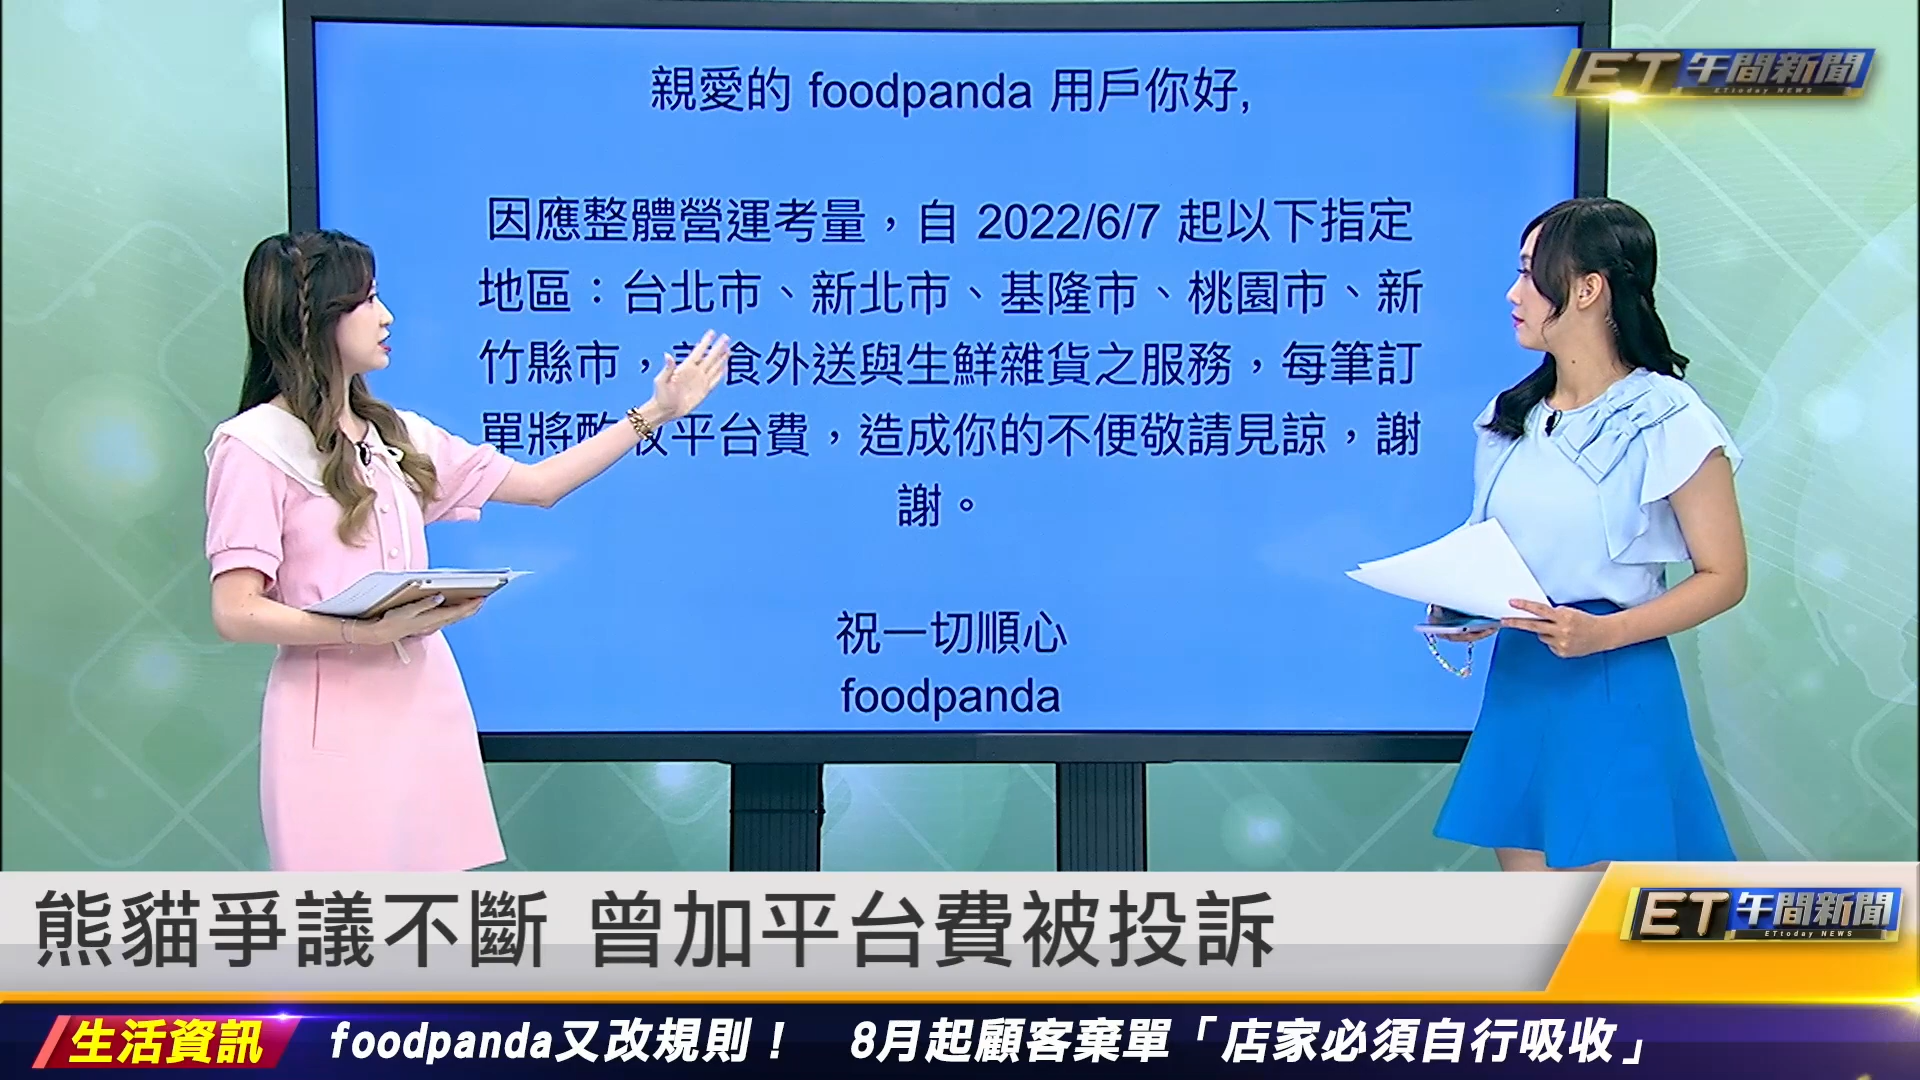 親愛的 foodpanda 用戶你好,
因應整體營運考量，自 2022/6/7 起以下指定
地區：台北市、新北市、基隆市、桃園市、新
竹縣市，食外送與生鮮雜貨之服務，每筆訂
單將平台費，造成你的不便敬請見諒，謝
謝。
祝一切順心
foodpanda
ET午間新聞
ETtoday NEWS
熊貓爭議不斷 曾加平台費被投訴
ET午間新聞
ETtoday NEWS
生活資訊
foodpanda又改規則！ 8月起顧客棄單「店家必須自行吸收」